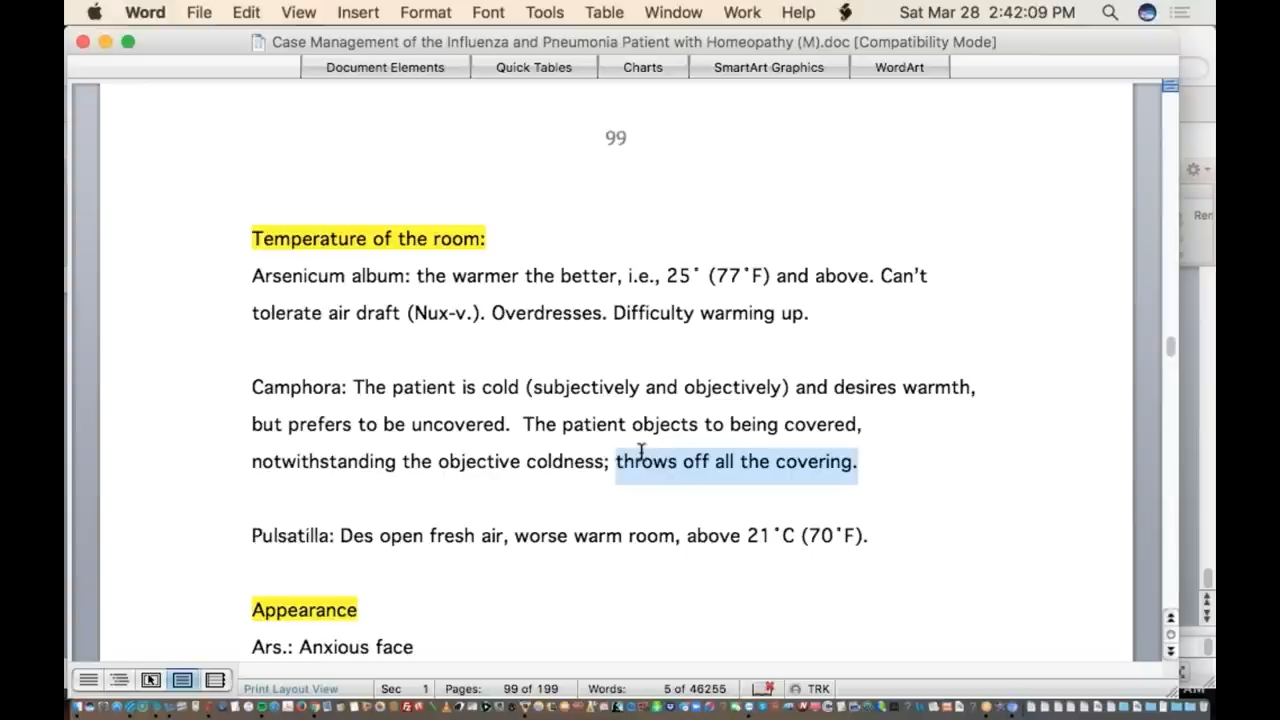 Word File Edit View Insert Format Font Tools Table Window Work Help Sat Mar 28 2:42:09 PM
Case Management of the Influenza and Pneumonia Patient with Homeopathy (M).doc [Compatibility Mode]
Document Elements Quick Tables Charts SmartArt Graphics WordArt
99
Temperature of the room:
Arsenicum album: the warmer the better, i.e., 25˚ (77˚F) and above. Can’t
tolerate air draft (Nux-v.). Overdresses. Difficulty warming up.
Camphora: The patient is cold (subjectively and objectively) and desires warmth,
but prefers to be uncovered.  The patient objects to being covered,
notwithstanding the objective coldness; throws off all the covering.
Pulsatilla: Des open fresh air, worse warm room, above 21˚C (70˚F).
Appearance
Ars.: Anxious face
Print Layout View Sec 1 Pages: 99 of 199 Words: 5 of 46255 TRK
Ren
AM